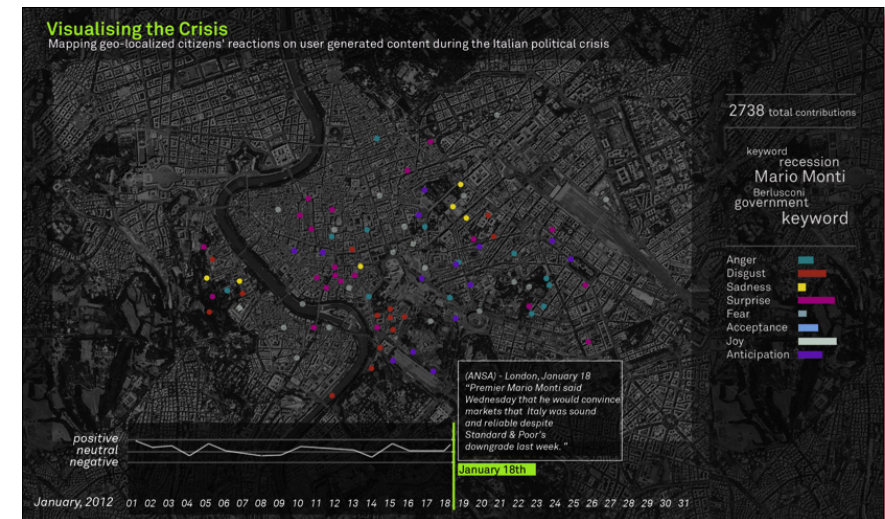 Visualising the Crisis
Mapping geo-localized citizens' reactions on user generated content during the Italian political crisis
2738 total contributions
keyword
recession
Mario Monti
Berlusconi
government
keyword
Anger
Disgust
Sadness
Surprise
Fear
Acceptance
Joy
Anticipation
(ANSA) - London, January 18
"Premier Mario Monti said
Wednesday that he would convince
markets that Italy was sound
and reliable despite
Standard & Poor's
downgrade last week."
positive
neutral
negative
January 18th
January, 2012 01 02 03 04 05 06 07 08 09 10 11 12 13 14 15 16 17 18 19 20 21 22 23 24 25 26 27 28 29 30 31